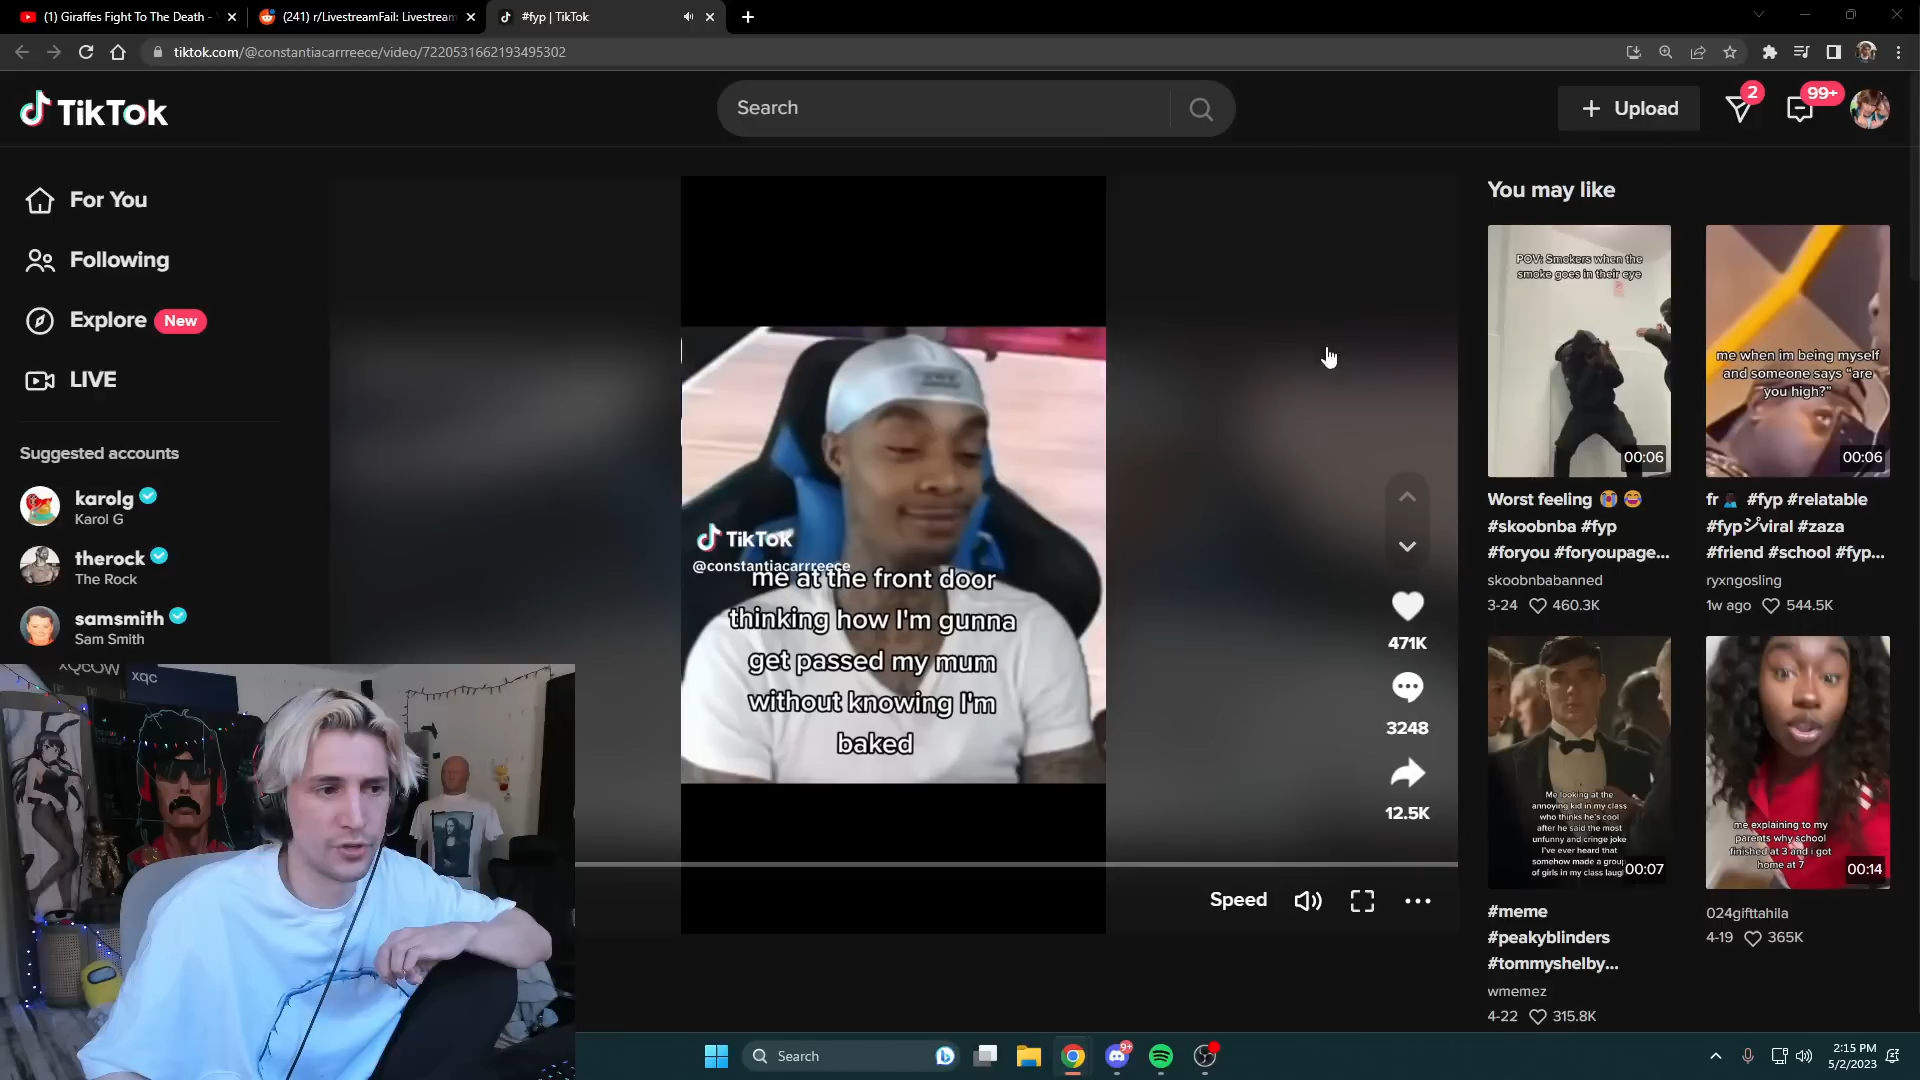 (1) Giraffes Fight To The Death -
(241) r/LivestreamFail: Livestream
#fyp | TikTok
tiktok.com/@constantiacarrreece/video/7220531662193495302
TikTok
Search
Upload
2
99+
For You
Following
Explore New
LIVE
Suggested accounts
karolg
Karol G
therock
The Rock
samsmith
Sam Smith
xQcOW
xqc
TikTok
@constantiacarrreece
me at the front door
thinking how I'm gunna
get passed my mum
without knowing I'm
baked
471K
3248
12.5K
Speed
You may like
POV: Smokers when the
smoke goes in their eye
00:06
Worst feeling 😭😂
#skoobnba #fyp
#foryou #foryoupage...
skoobnbabanned
3-24 460.3K
me when im being myself
and someone says "are
you high?"
00:06
fr #fyp #relatable
#fypシviral #zaza
#friend #school #fyp...
ryxngosling
1w ago 544.5K
Me looking at the
annoying kid in my class
who thinks he's cool
after he said the most
unfunny and cringe joke
I've ever heard that
somehow made a group
of girls in my class laugh
00:07
#meme
#peakyblinders
#tommyshelby...
wmemez
4-22 315.8K
me explaining to my
parents why school
finished at 3 and i got
home at 7
00:14
024gifttahila
4-19 365K
Search
9+
2:15 PM
5/2/2023